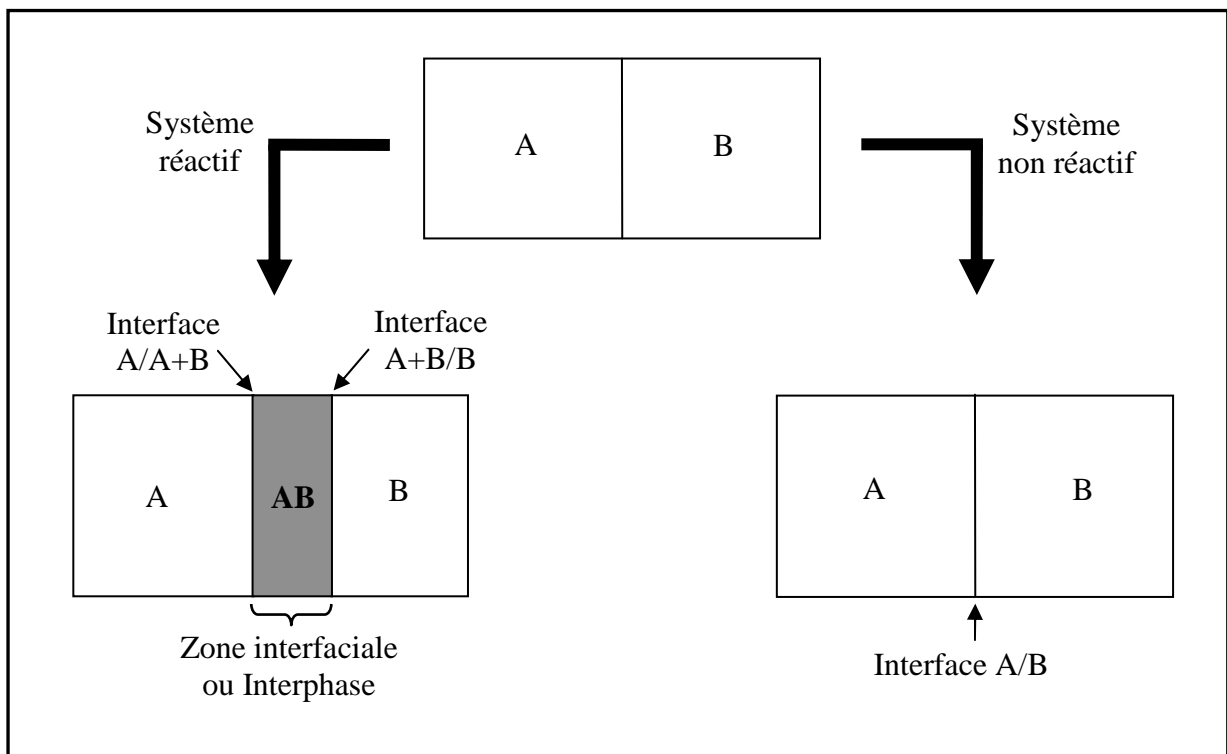 Système
réactif
A
B
Système
non réactif
Interface
A/A+B
Interface
A+B/B
A
AB
B
Zone interfaciale
ou Interphase
A
B
Interface A/B